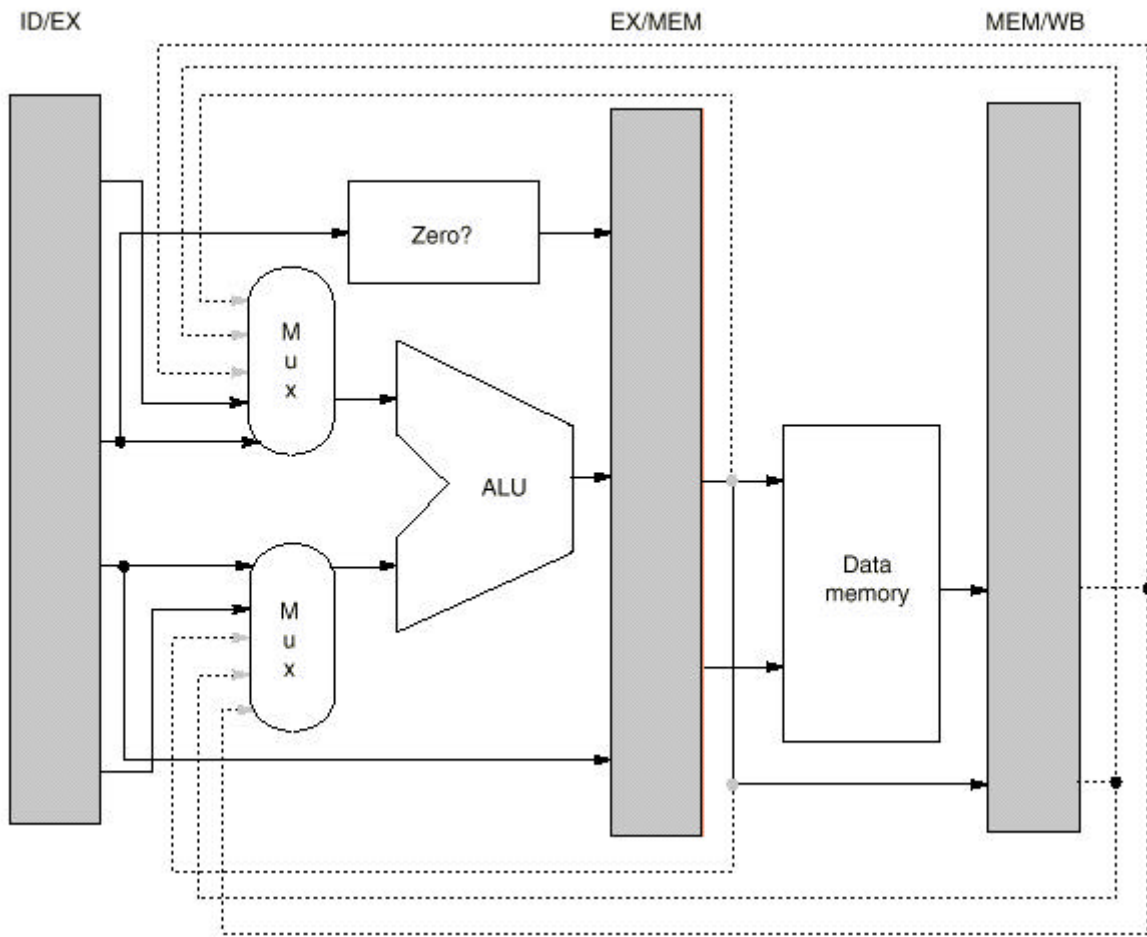 ID/EX
EX/MEM
MEM/WB
Zero?
M
u
x
ALU
M
u
x
Data
memory